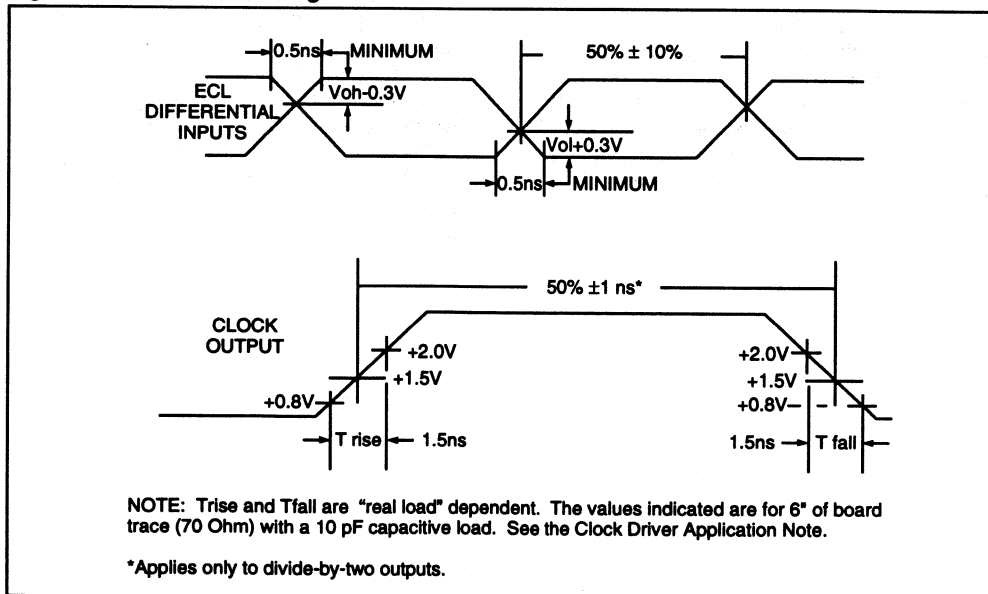 0.5ns MINIMUM
50% ± 10%
Voh-0.3V
ECL
DIFFERENTIAL
INPUTS
Vol+0.3V
0.5ns MINIMUM
50% ±1 ns*
CLOCK
OUTPUT
+2.0V
+2.0V
+1.5V
+1.5V
+0.8V
+0.8V
T rise 1.5ns
1.5ns T fall
NOTE: Trise and Tfall are "real load" dependent. The values indicated are for 6" of board
trace (70 Ohm) with a 10 pF capacitive load. See the Clock Driver Application Note.
*Applies only to divide-by-two outputs.